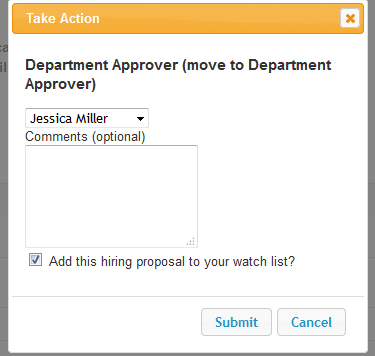 Take Action
Department Approver (move to Department
Approver)
Jessica Miller
Comments (optional)
Add this hiring proposal to your watch list?
Submit Cancel